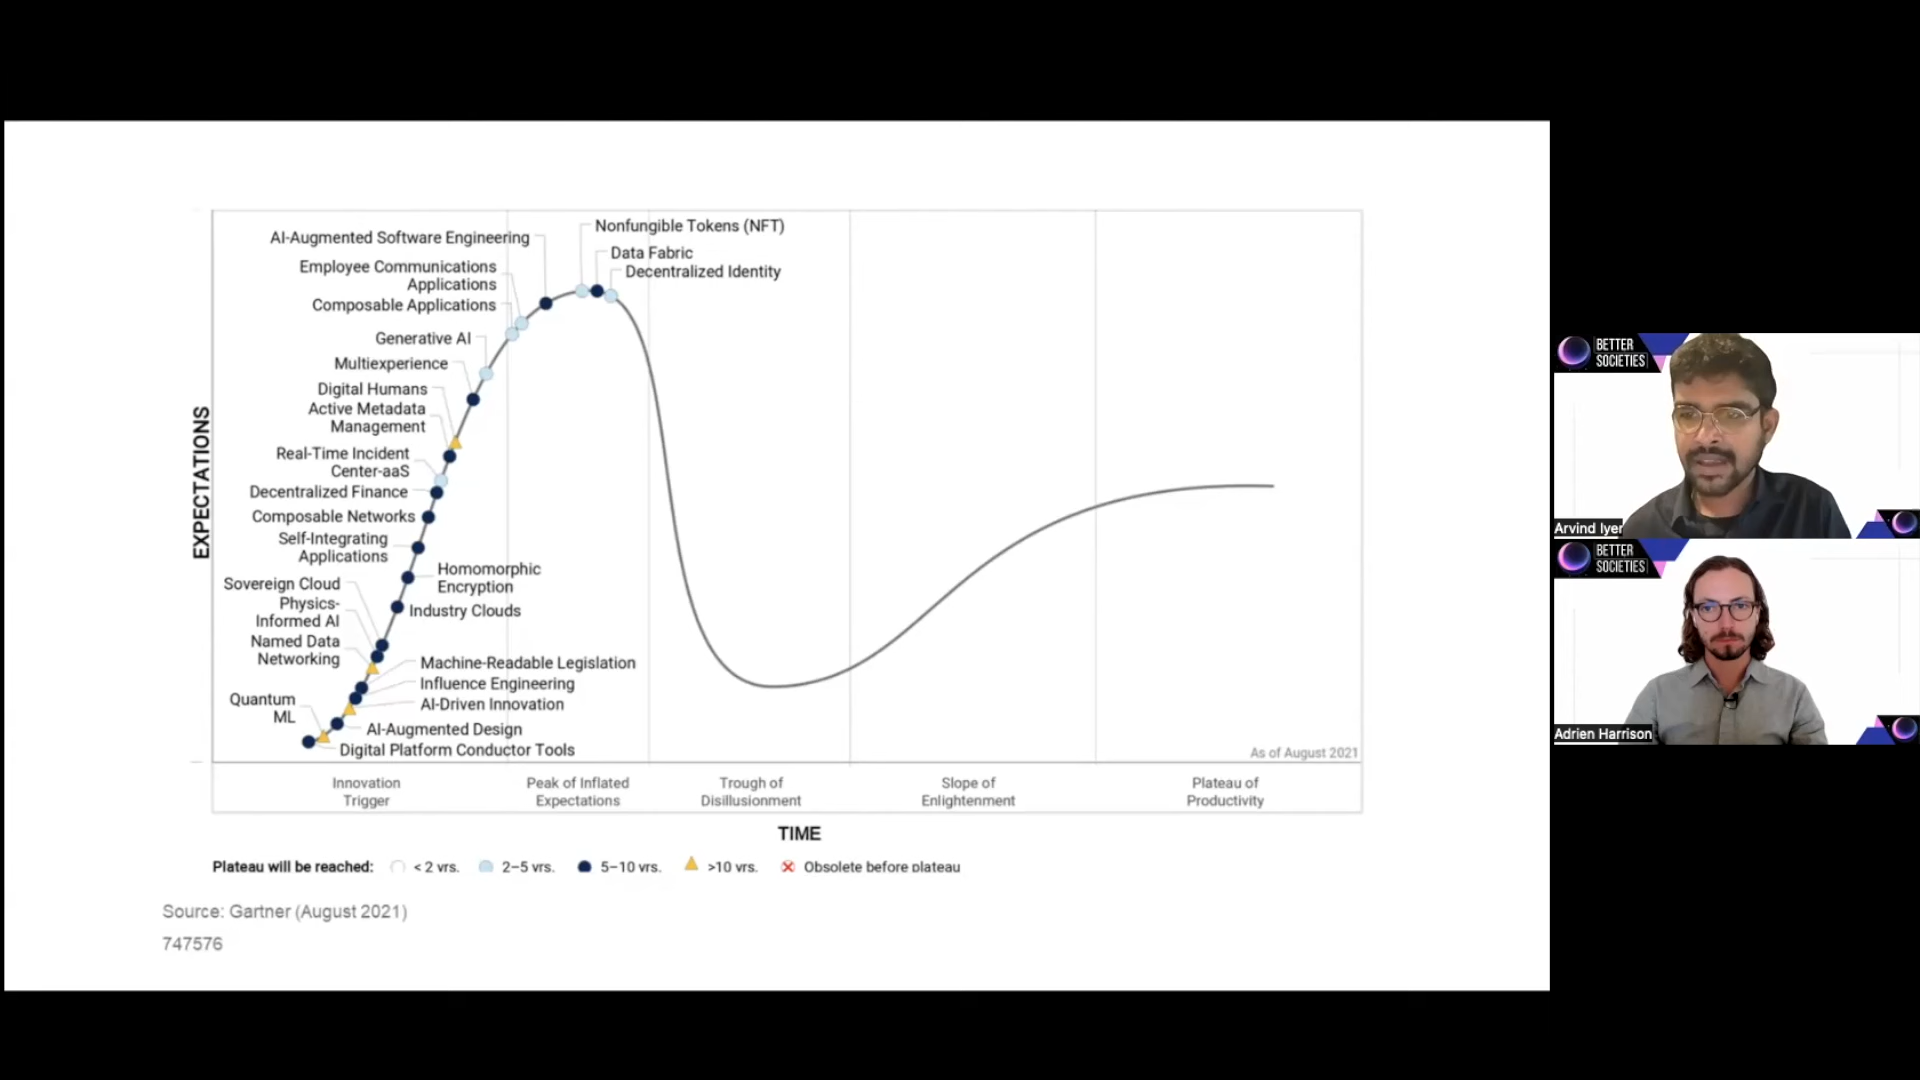 Nonfungible Tokens (NFT)
AI-Augmented Software Engineering
Data Fabric
Employee Communications
Applications
Decentralized Identity
Composable Applications
Generative AI
Multiexperience
Digital Humans
Active Metadata
Management
Real-Time Incident
Center-aaS
Decentralized Finance
Composable Networks
Self-Integrating
Applications
Homomorphic
Encryption
Sovereign Cloud
Industry Clouds
Physics-
Informed AI
Named Data
Networking
Machine-Readable Legislation
Influence Engineering
Quantum
ML
AI-Driven Innovation
AI-Augmented Design
Digital Platform Conductor Tools
EXPECTATIONS
As of August 2021
Innovation
Trigger
Peak of Inflated
Expectations
Trough of
Disillusionment
Slope of
Enlightenment
Plateau of
Productivity
TIME
Plateau will be reached: < 2 yrs. 2–5 yrs. 5–10 yrs. >10 yrs. Obsolete before plateau
Source: Gartner (August 2021)
747576
BETTER
SOCIETIES
Arvind Iyer
BETTER
SOCIETIES
Adrien Harrison